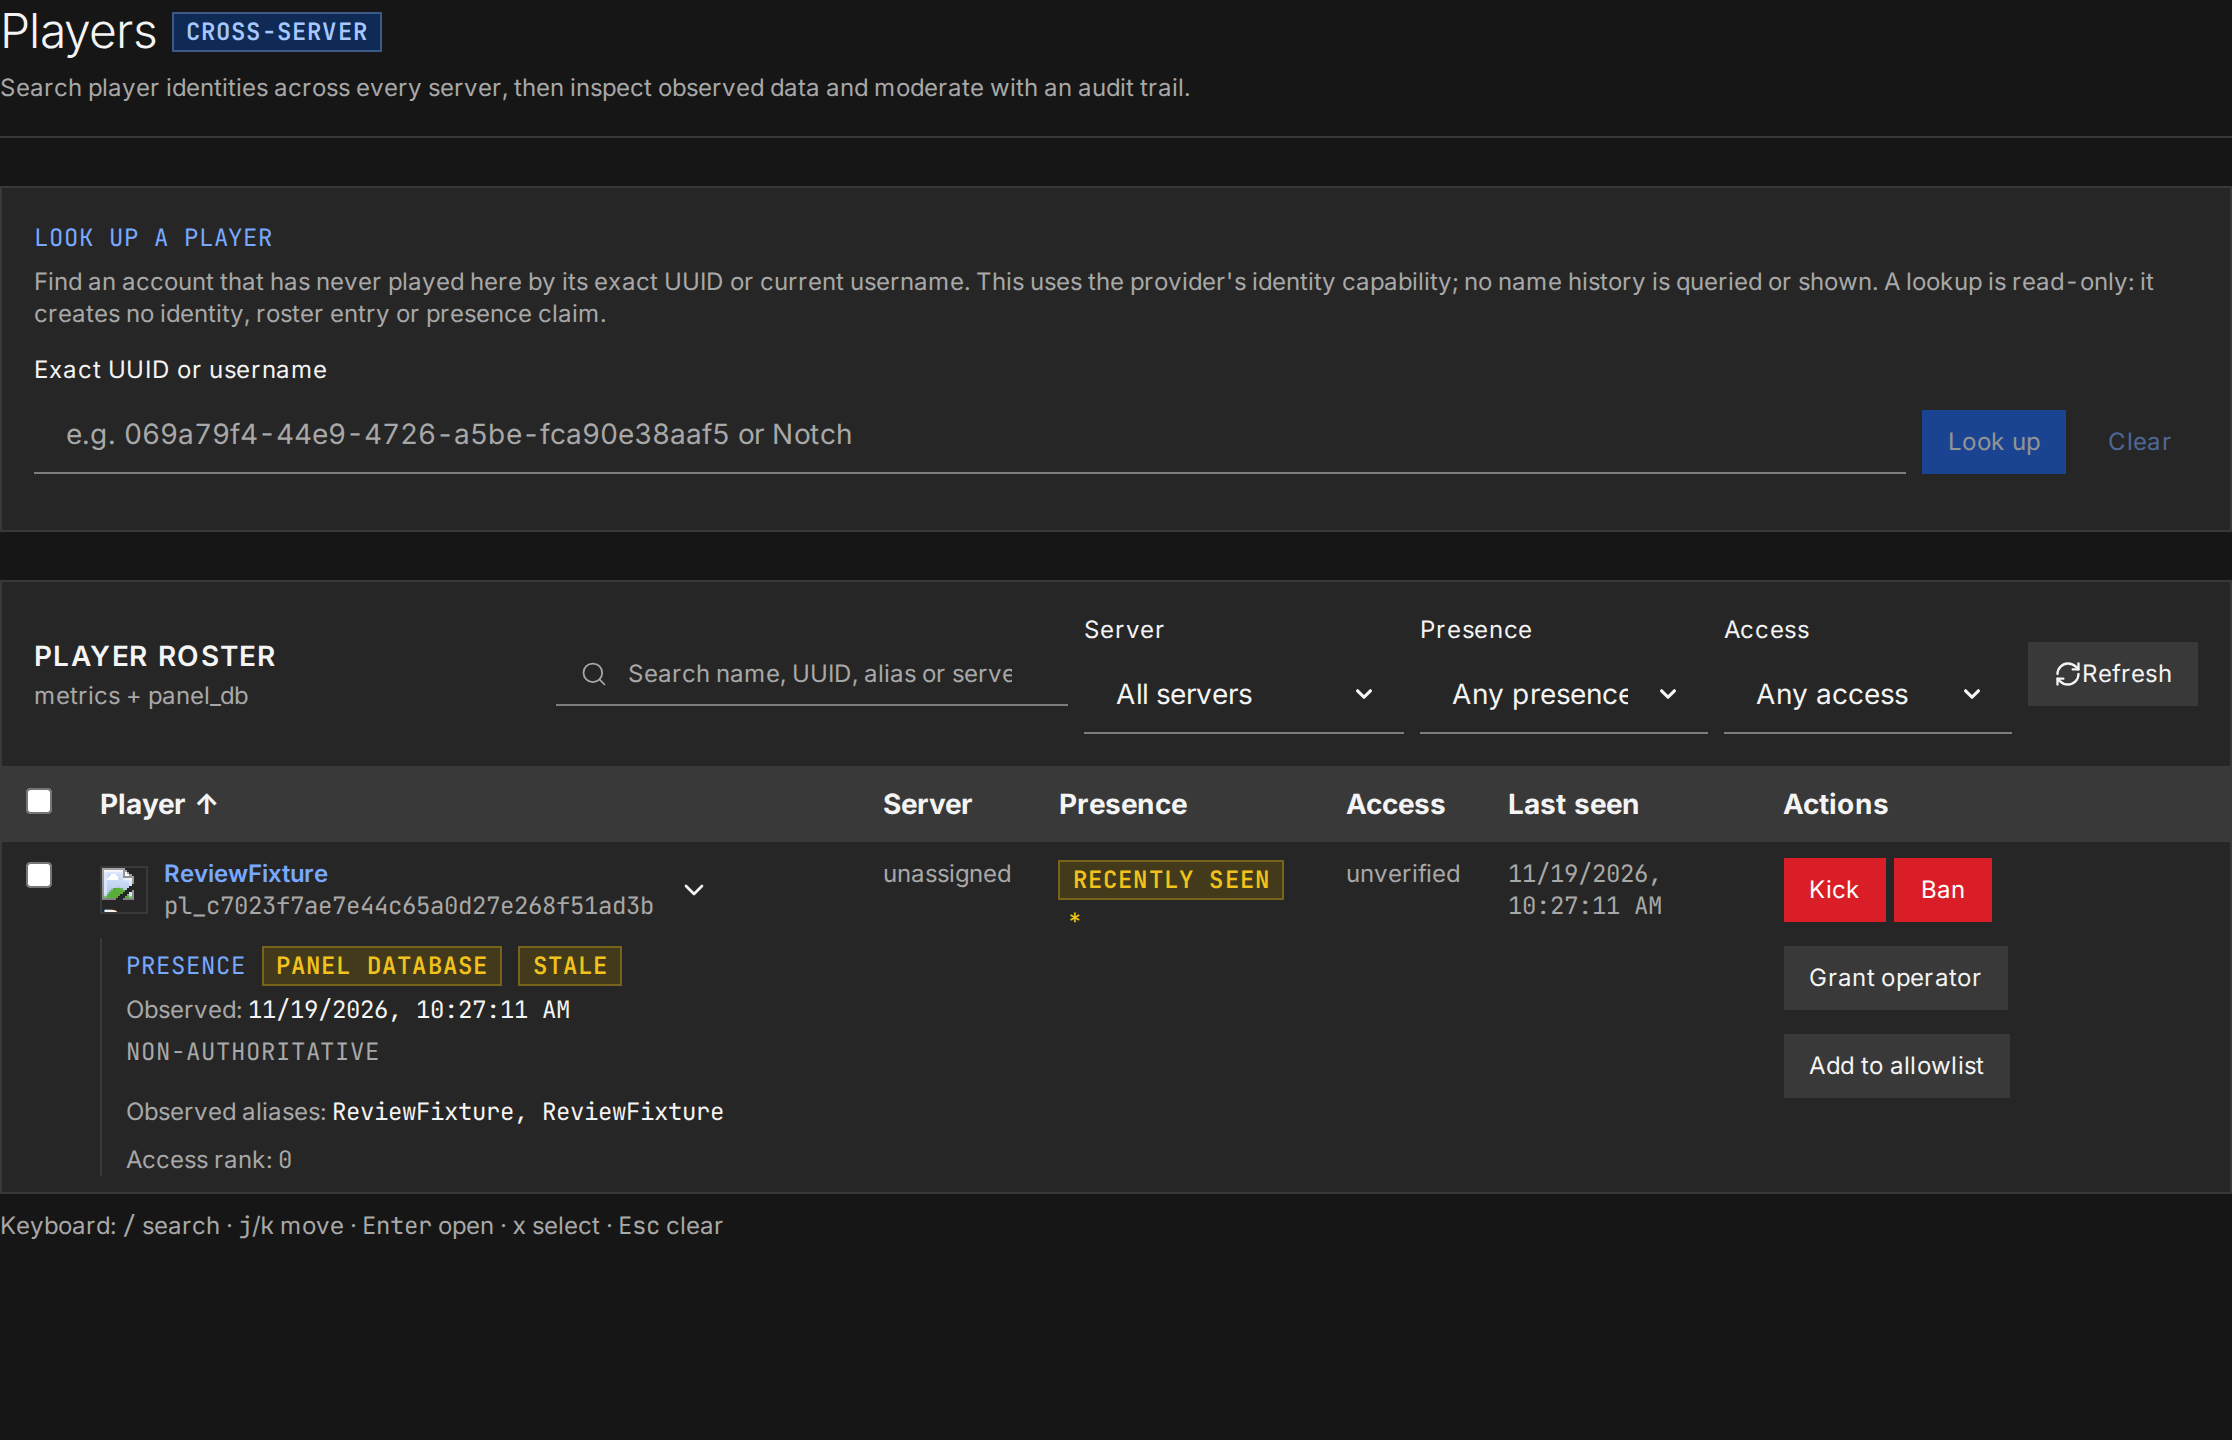 Players CROSS-SERVER
Search player identities across every server, then inspect observed data and moderate with an audit trail.
LOOK UP A PLAYER
Find an account that has never played here by its exact UUID or current username. This uses the provider's identity capability; no name history is queried or shown. A lookup is read-only: it
creates no identity, roster entry or presence claim.
Exact UUID or username
e.g. 069a79f4-44e9-4726-a5be-fca90e38aaf5 or Notch
Look up
Clear
PLAYER ROSTER
metrics + panel_db
Search name, UUID, alias or serve
Server
All servers
Presence
Any presence
Access
Any access
Refresh
Player ↑ Server Presence Access Last seen Actions
ReviewFixture
pl_c7023f7ae7e44c65a0d27e268f51ad3b
unassigned
RECENTLY SEEN
*
unverified
11/19/2026,
10:27:11 AM
Kick Ban
Grant operator
Add to allowlist
PRESENCE PANEL DATABASE STALE
Observed: 11/19/2026, 10:27:11 AM
NON-AUTHORITATIVE
Observed aliases: ReviewFixture, ReviewFixture
Access rank: 0
Keyboard: / search · j/k move · Enter open · x select · Esc clear